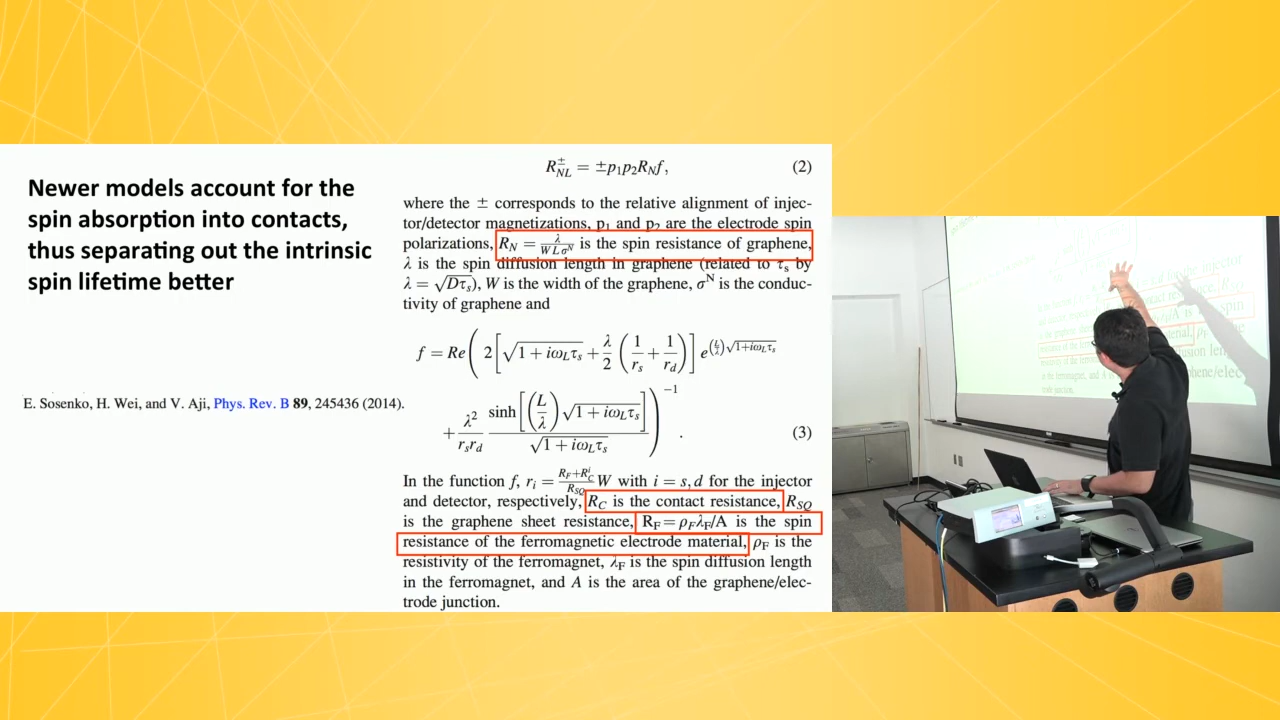 Newer models account for the
spin absorption into contacts,
thus separating out the intrinsic
spin lifetime better
E. Sosenko, H. Wei, and V. Aji, Phys. Rev. B 89, 245436 (2014).
R±NL = ±p1p2RNf, (2)
where the ± corresponds to the relative alignment of injec-
tor/detector magnetizations, p1 and p2 are the electrode spin
polarizations, RN = λ/WLσN is the spin resistance of graphene,
λ is the spin diffusion length in graphene (related to τs by
λ = √Dτs), W is the width of the graphene, σN is the conduc-
tivity of graphene and
f = Re( 2[√1 + iωLτs + λ/2 (1/rs + 1/rd)] e(L/λ)√1+iωLτs
+ λ2/rsrd sinh[(L/λ)√1 + iωLτs]/√1 + iωLτs )−1. (3)
In the function f, ri = RF+RiC/RSQ W with i = s, d for the injector
and detector, respectively, RC is the contact resistance, RSQ
is the graphene sheet resistance, RF = ρFλF/A is the spin
resistance of the ferromagnetic electrode material, ρF is the
resistivity of the ferromagnet, λF is the spin diffusion length
in the ferromagnet, and A is the area of the graphene/elec-
trode junction.